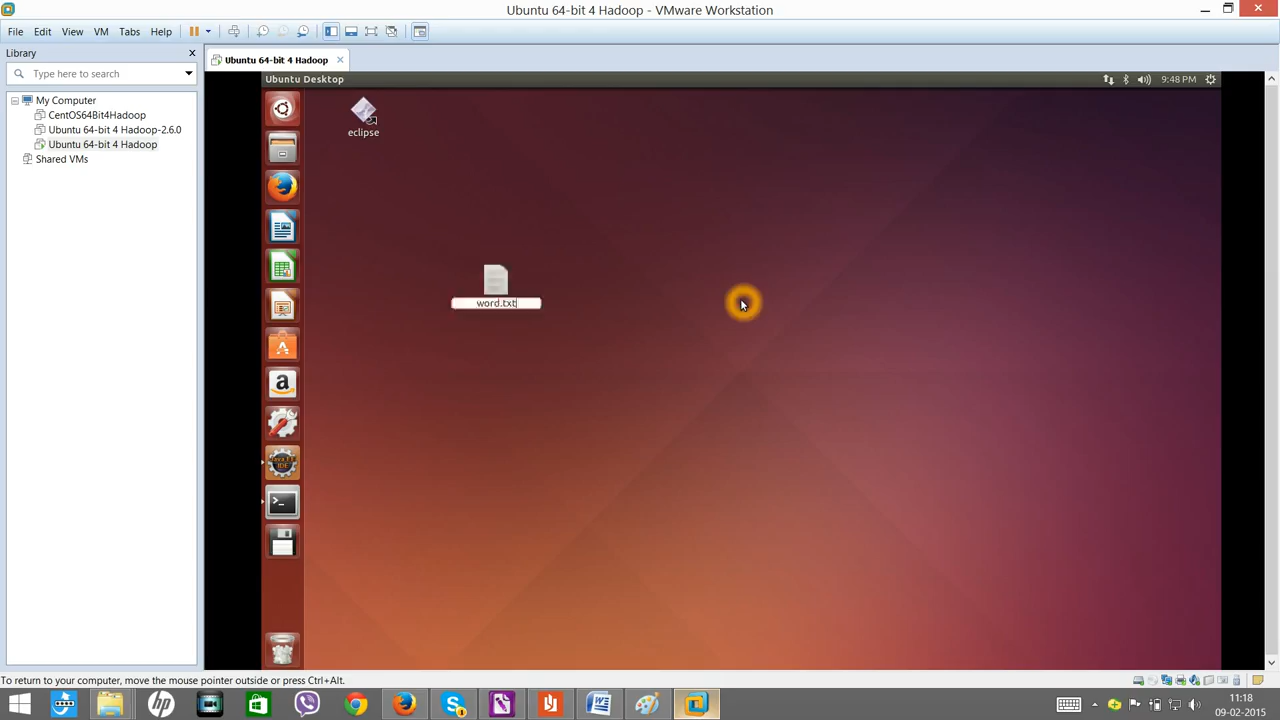 Ubuntu 64-bit 4 Hadoop - VMware Workstation
File Edit View VM Tabs Help
Library
Type here to search
My Computer
CentOS64Bit4Hadoop
Ubuntu 64-bit 4 Hadoop-2.6.0
Ubuntu 64-bit 4 Hadoop
Shared VMs
Ubuntu 64-bit 4 Hadoop
Ubuntu Desktop
9:48 PM
eclipse
word.txt
Java EE
IDE
To return to your computer, move the mouse pointer outside or press Ctrl+Alt.
11:18
09-02-2015